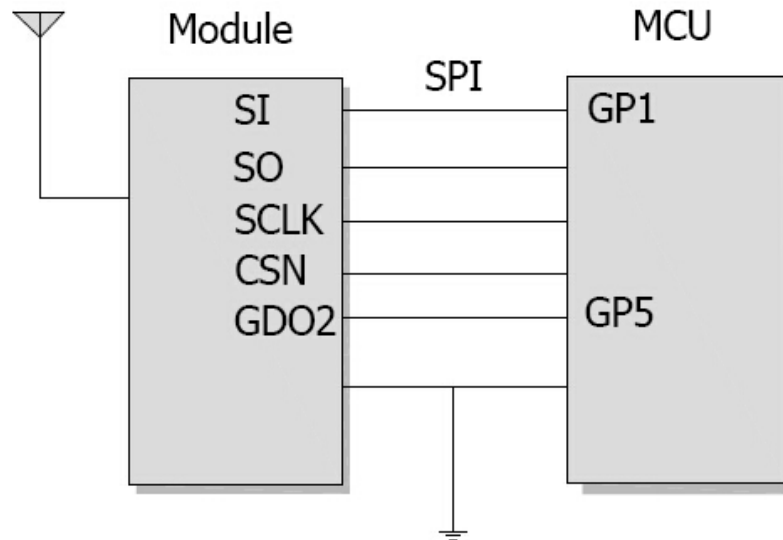 Module
MCU
SPI
SI
GP1
SO
SCLK
CSN
GDO2
GP5